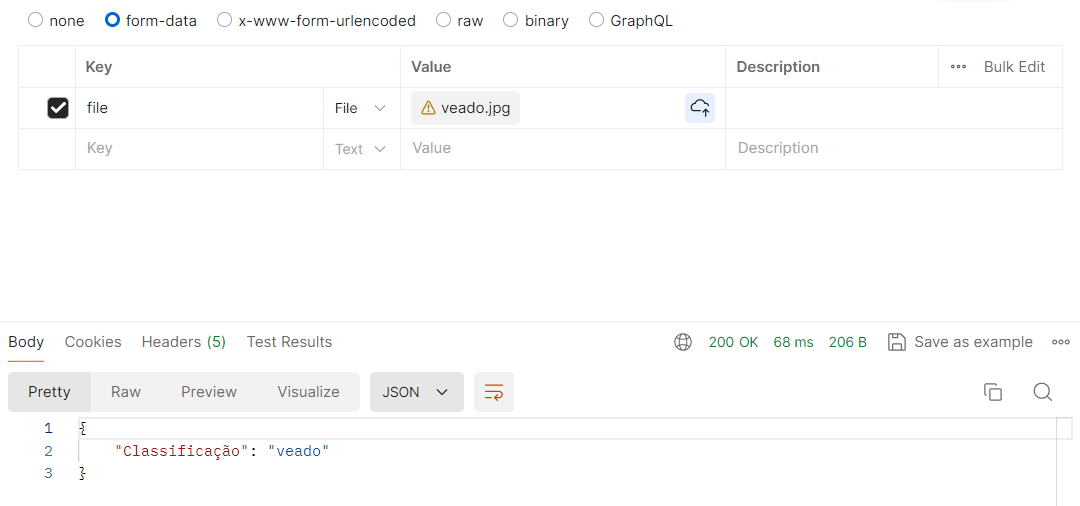 none form-data x-www-form-urlencoded raw binary GraphQL
Key Value Description Bulk Edit
file File veado.jpg
Key Text Value Description
Body Cookies Headers (5) Test Results 200 OK 68 ms 206 B Save as example
Pretty Raw Preview Visualize JSON
1 {
2 "Classificação": "veado"
3 }